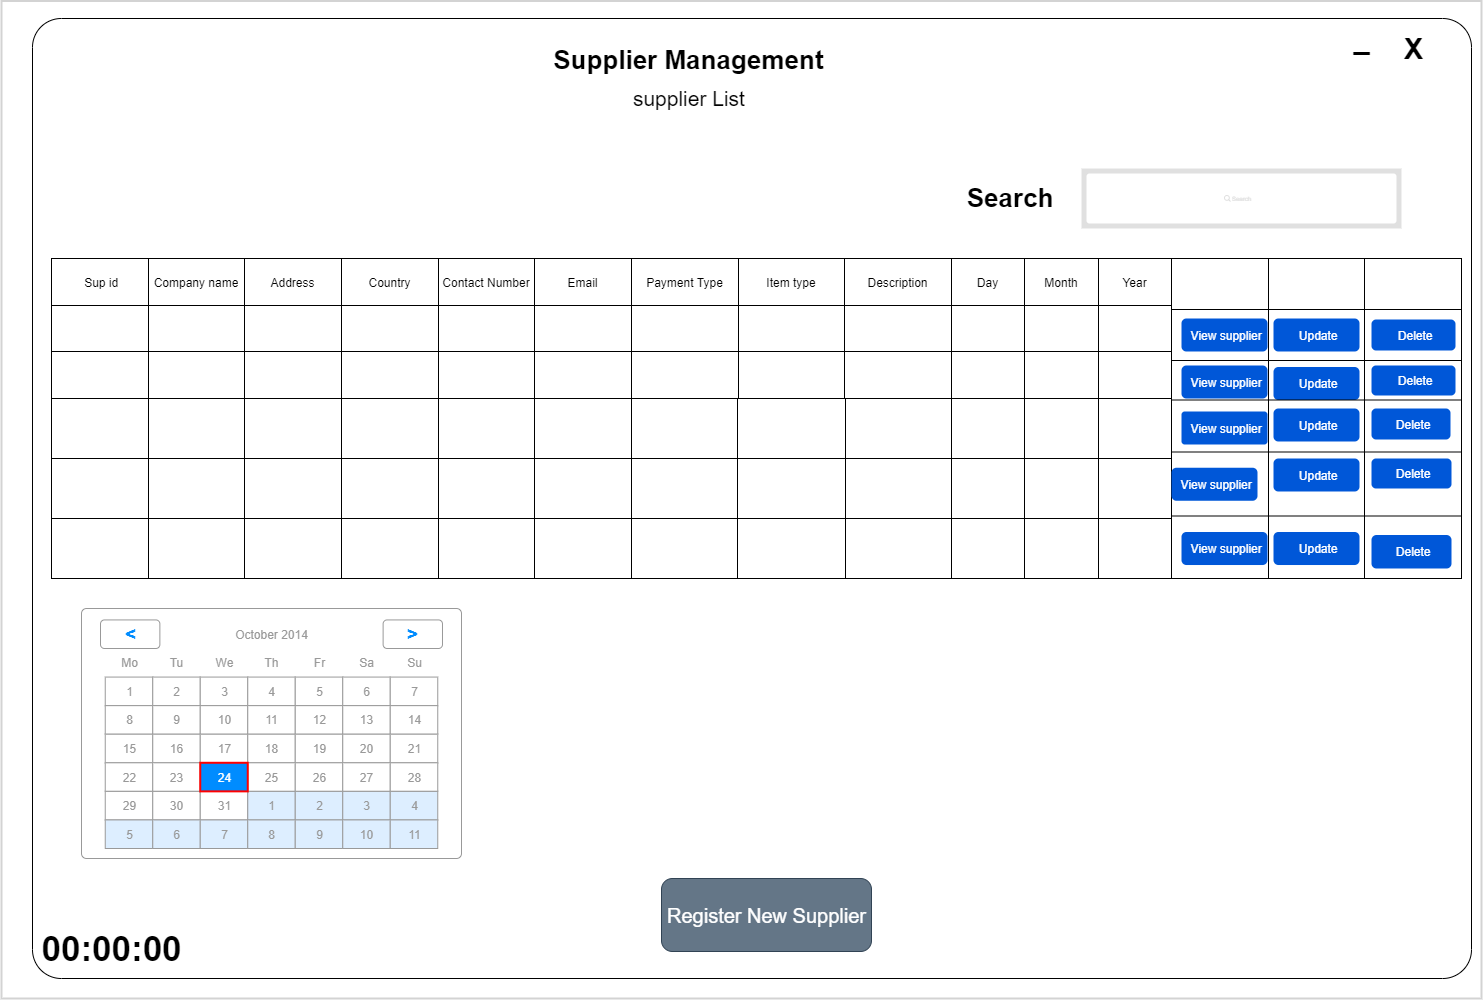 Supplier Management
– X
supplier List
Search
Search
Sup id Company name Address Country Contact Number Email Payment Type Item type Description Day Month Year
View supplier Update Delete
View supplier Update Delete
View supplier Update Delete
View supplier Update Delete
View supplier Update Delete
< October 2014 >
Mo Tu We Th Fr Sa Su
1 2 3 4 5 6 7
8 9 10 11 12 13 14
15 16 17 18 19 20 21
22 23 24 25 26 27 28
29 30 31 1 2 3 4
5 6 7 8 9 10 11
Register New Supplier
00:00:00